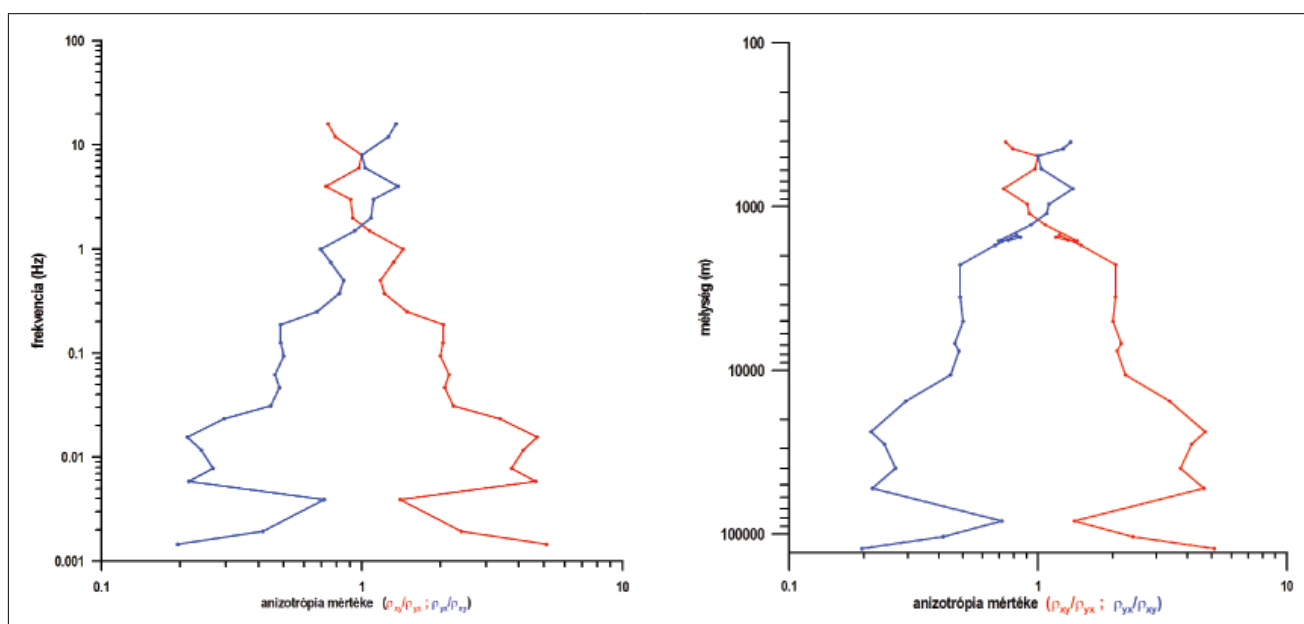 100
10
1
0.1
0.01
0.001
frekvencia (Hz)
0.1 1 10
anizotrópia mértéke (ρxy/ρyx ; ρyx/ρxy)
100
1000
10000
100000
mélység (m)
0.1 1 10
anizotrópia mértéke (ρxy/ρyx ; ρyx/ρxy)